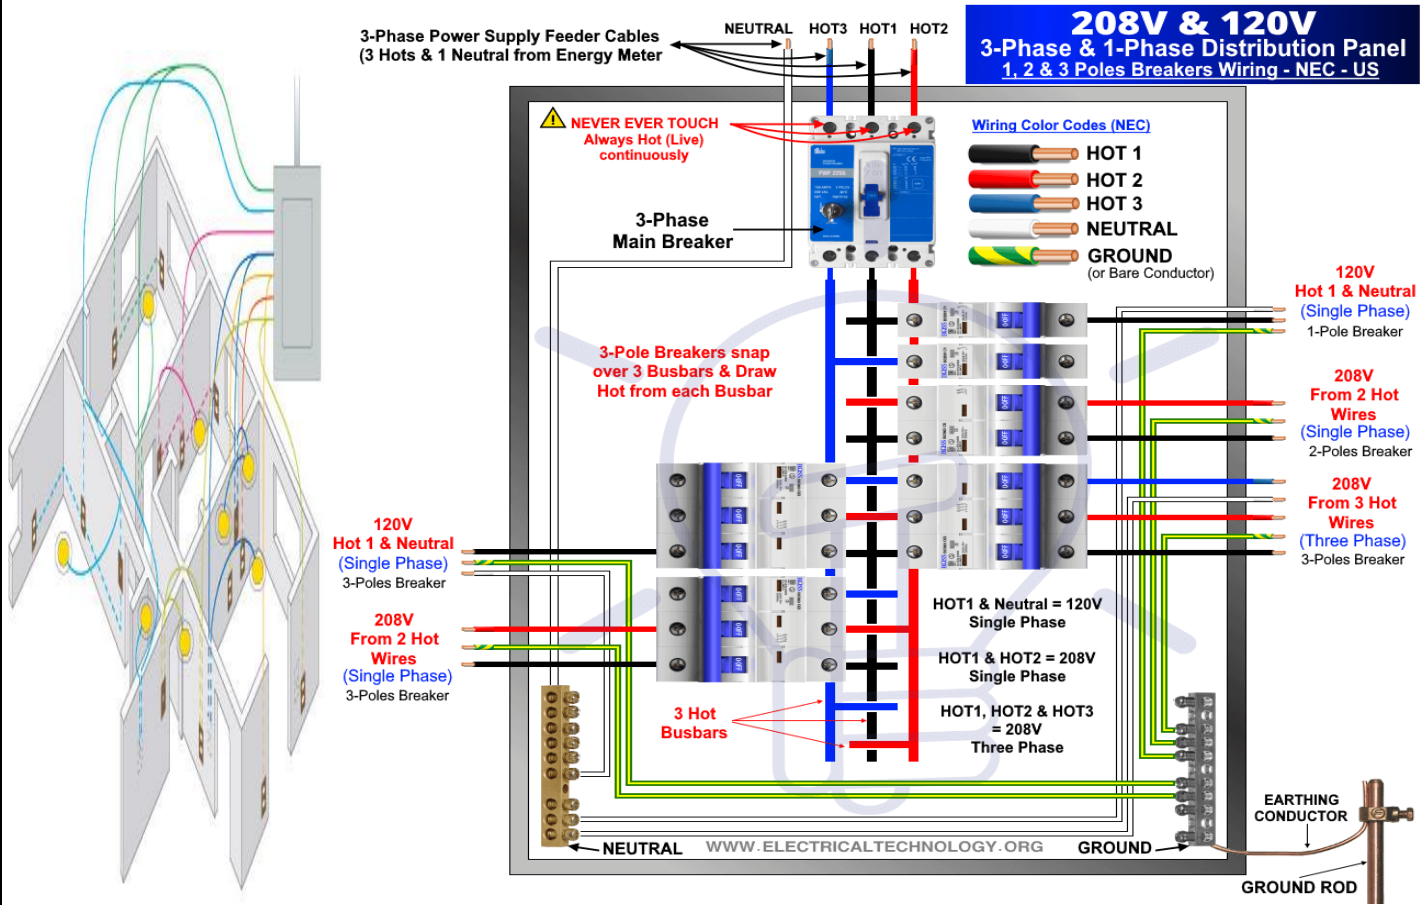 208V & 120V
3-Phase & 1-Phase Distribution Panel
1, 2 & 3 Poles Breakers Wiring - NEC - US
3-Phase Power Supply Feeder Cables
(3 Hots & 1 Neutral from Energy Meter
NEUTRAL
HOT3
HOT1
HOT2
NEVER EVER TOUCH
Always Hot (Live)
continuously
3-Phase
Main Breaker
Wiring Color Codes (NEC)
HOT 1
HOT 2
HOT 3
NEUTRAL
GROUND
(or Bare Conductor)
3-Pole Breakers snap
over 3 Busbars & Draw
Hot from each Busbar
120V
Hot 1 & Neutral
(Single Phase)
1-Pole Breaker
208V
From 2 Hot
Wires
(Single Phase)
2-Poles Breaker
208V
From 3 Hot
Wires
(Three Phase)
3-Poles Breaker
120V
Hot 1 & Neutral
(Single Phase)
3-Poles Breaker
208V
From 2 Hot
Wires
(Single Phase)
3-Poles Breaker
HOT1 & Neutral = 120V
Single Phase
HOT1 & HOT2 = 208V
Single Phase
HOT1, HOT2 & HOT3
= 208V
Three Phase
3 Hot
Busbars
NEUTRAL
WWW.ELECTRICALTECHNOLOGY.ORG
GROUND
EARTHING
CONDUCTOR
GROUND ROD